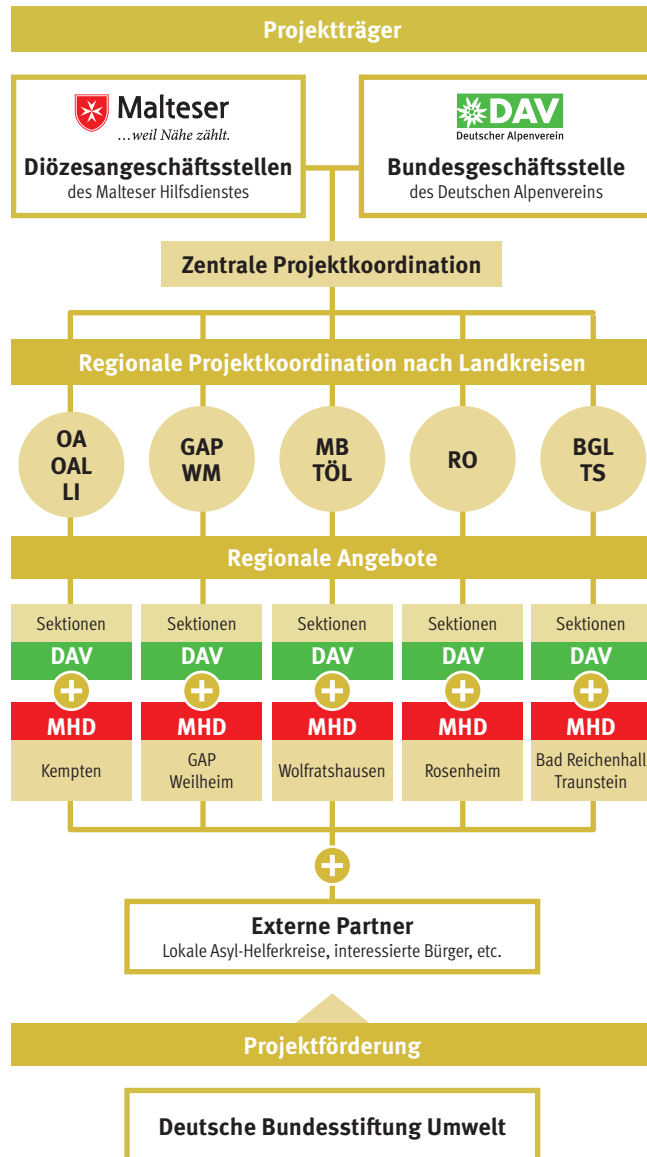 Projektträger
Malteser
...weil Nähe zählt.
Diözesangeschäftsstellen
des Malteser Hilfsdienstes
DAV
Deutscher Alpenverein
Bundesgeschäftsstelle
des Deutschen Alpenvereins
Zentrale Projektkoordination
Regionale Projektkoordination nach Landkreisen
OA
OAL
LI
GAP
WM
MB
TÖL
RO
BGL
TS
Regionale Angebote
Sektionen
DAV
+
MHD
Kempten
Sektionen
DAV
+
MHD
GAP
Weilheim
Sektionen
DAV
+
MHD
Wolfratshausen
Sektionen
DAV
+
MHD
Rosenheim
Sektionen
DAV
+
MHD
Bad Reichenhall
Traunstein
+
Externe Partner
Lokale Asyl-Helferkreise, interessierte Bürger, etc.
Projektförderung
Deutsche Bundesstiftung Umwelt